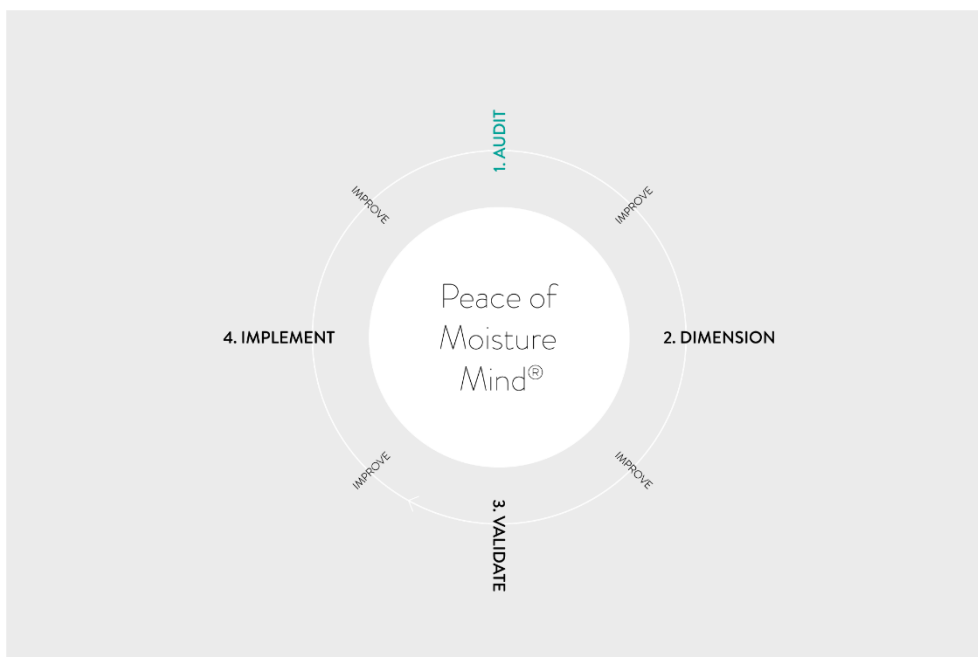 1. AUDIT
IMPROVE
IMPROVE
Peace of
Moisture
Mind®
4. IMPLEMENT
2. DIMENSION
IMPROVE
IMPROVE
3. VALIDATE